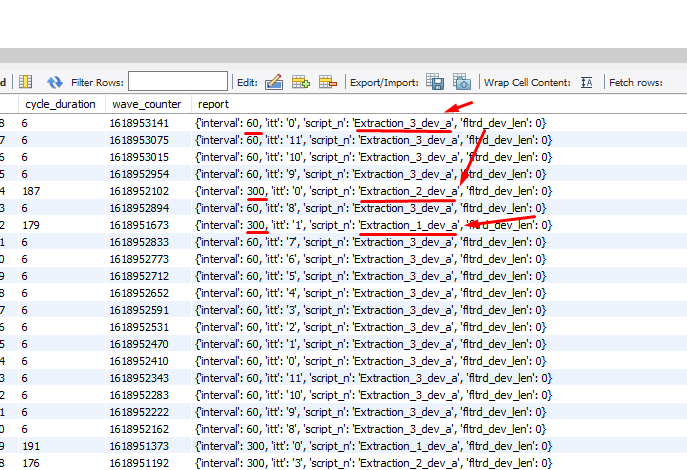 d Filter Rows: Edit: Export/Import: Wrap Cell Content: IA Fetch rows:
cycle_duration wave_counter report
8 6 1618953141 {'interval': 60, 'itt': '0', 'script_n': 'Extraction_3_dev_a', 'fltrd_dev_len': 0}
7 6 1618953075 {'interval': 60, 'itt': '11', 'script_n': 'Extraction_3_dev_a', 'fltrd_dev_len': 0}
6 6 1618953015 {'interval': 60, 'itt': '10', 'script_n': 'Extraction_3_dev_a', 'fltrd_dev_len': 0}
5 6 1618952954 {'interval': 60, 'itt': '9', 'script_n': 'Extraction_3_dev_a', 'fltrd_dev_len': 0}
4 187 1618952102 {'interval': 300, 'itt': '0', 'script_n': 'Extraction_2_dev_a', 'fltrd_dev_len': 0}
3 6 1618952894 {'interval': 60, 'itt': '8', 'script_n': 'Extraction_3_dev_a', 'fltrd_dev_len': 0}
2 179 1618951673 {'interval': 300, 'itt': '1', 'script_n': 'Extraction_1_dev_a', 'fltrd_dev_len': 0}
1 6 1618952833 {'interval': 60, 'itt': '7', 'script_n': 'Extraction_3_dev_a', 'fltrd_dev_len': 0}
0 6 1618952773 {'interval': 60, 'itt': '6', 'script_n': 'Extraction_3_dev_a', 'fltrd_dev_len': 0}
9 6 1618952712 {'interval': 60, 'itt': '5', 'script_n': 'Extraction_3_dev_a', 'fltrd_dev_len': 0}
8 6 1618952652 {'interval': 60, 'itt': '4', 'script_n': 'Extraction_3_dev_a', 'fltrd_dev_len': 0}
7 6 1618952591 {'interval': 60, 'itt': '3', 'script_n': 'Extraction_3_dev_a', 'fltrd_dev_len': 0}
6 6 1618952531 {'interval': 60, 'itt': '2', 'script_n': 'Extraction_3_dev_a', 'fltrd_dev_len': 0}
5 6 1618952470 {'interval': 60, 'itt': '1', 'script_n': 'Extraction_3_dev_a', 'fltrd_dev_len': 0}
4 6 1618952410 {'interval': 60, 'itt': '0', 'script_n': 'Extraction_3_dev_a', 'fltrd_dev_len': 0}
3 6 1618952343 {'interval': 60, 'itt': '11', 'script_n': 'Extraction_3_dev_a', 'fltrd_dev_len': 0}
2 6 1618952283 {'interval': 60, 'itt': '10', 'script_n': 'Extraction_3_dev_a', 'fltrd_dev_len': 0}
1 6 1618952222 {'interval': 60, 'itt': '9', 'script_n': 'Extraction_3_dev_a', 'fltrd_dev_len': 0}
0 6 1618952162 {'interval': 60, 'itt': '8', 'script_n': 'Extraction_3_dev_a', 'fltrd_dev_len': 0}
9 191 1618951373 {'interval': 300, 'itt': '0', 'script_n': 'Extraction_1_dev_a', 'fltrd_dev_len': 0}
8 176 1618951192 {'interval': 300, 'itt': '3', 'script_n': 'Extraction_2_dev_a', 'fltrd_dev_len': 0}